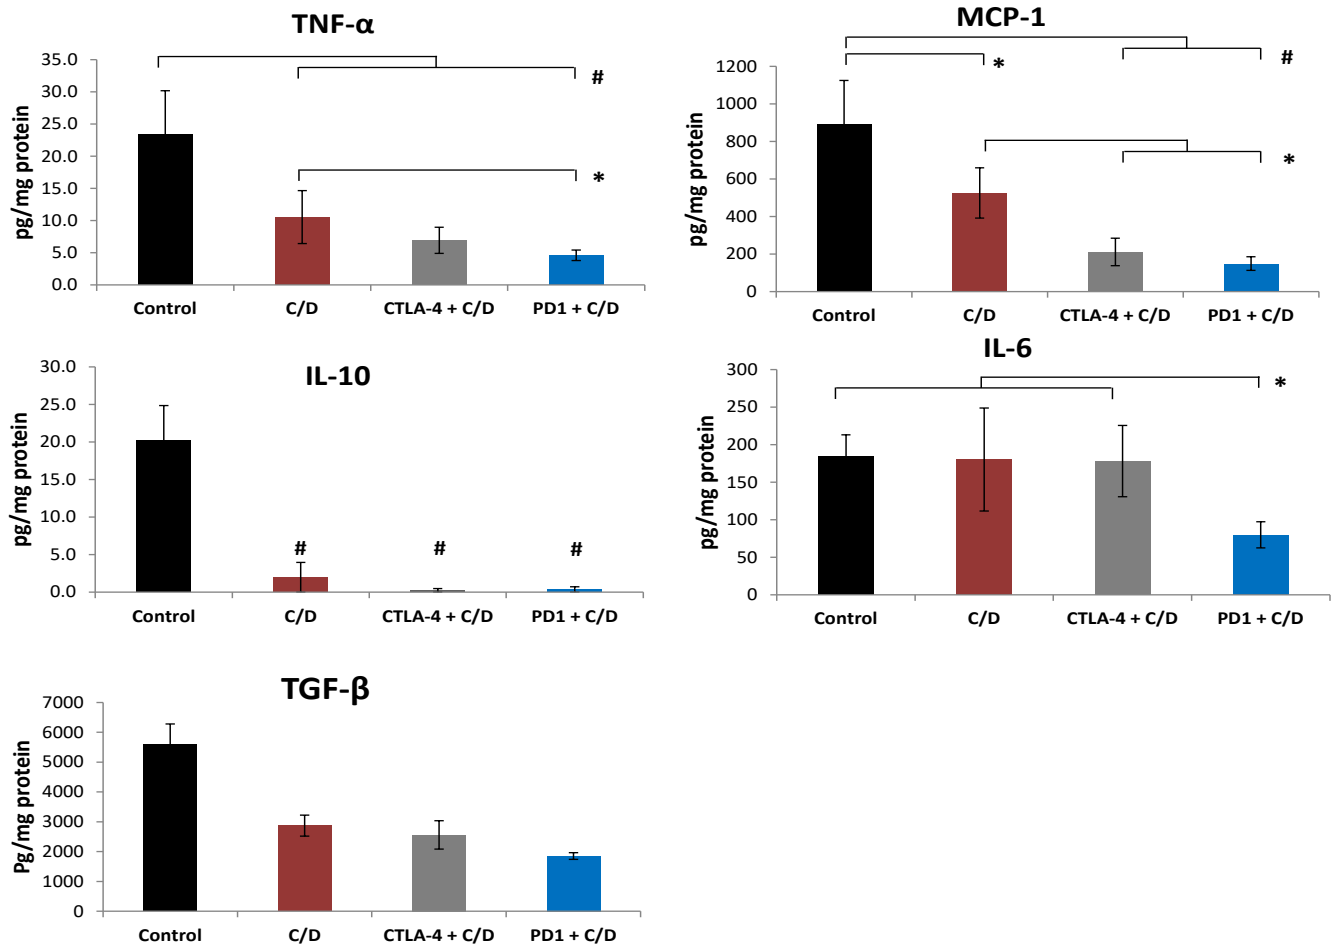 TNF-α
35.0
30.0
25.0
20.0
15.0
10.0
5.0
0.0
pg/mg protein
#
*
Control C/D CTLA-4 + C/D PD1 + C/D
MCP-1
1200
1000
800
600
400
200
0
pg/mg protein
*
#
*
Control C/D CTLA-4 + C/D PD1 + C/D
IL-10
30.0
25.0
20.0
15.0
10.0
5.0
0.0
pg/mg protein
# # #
Control C/D CTLA-4 + C/D PD1 + C/D
IL-6
300
250
200
150
100
50
0
pg/mg protein
*
Control C/D CTLA-4 + C/D PD1 + C/D
TGF-β
7000
6000
5000
4000
3000
2000
1000
0
Pg/mg protein
Control C/D CTLA-4 + C/D PD1 + C/D